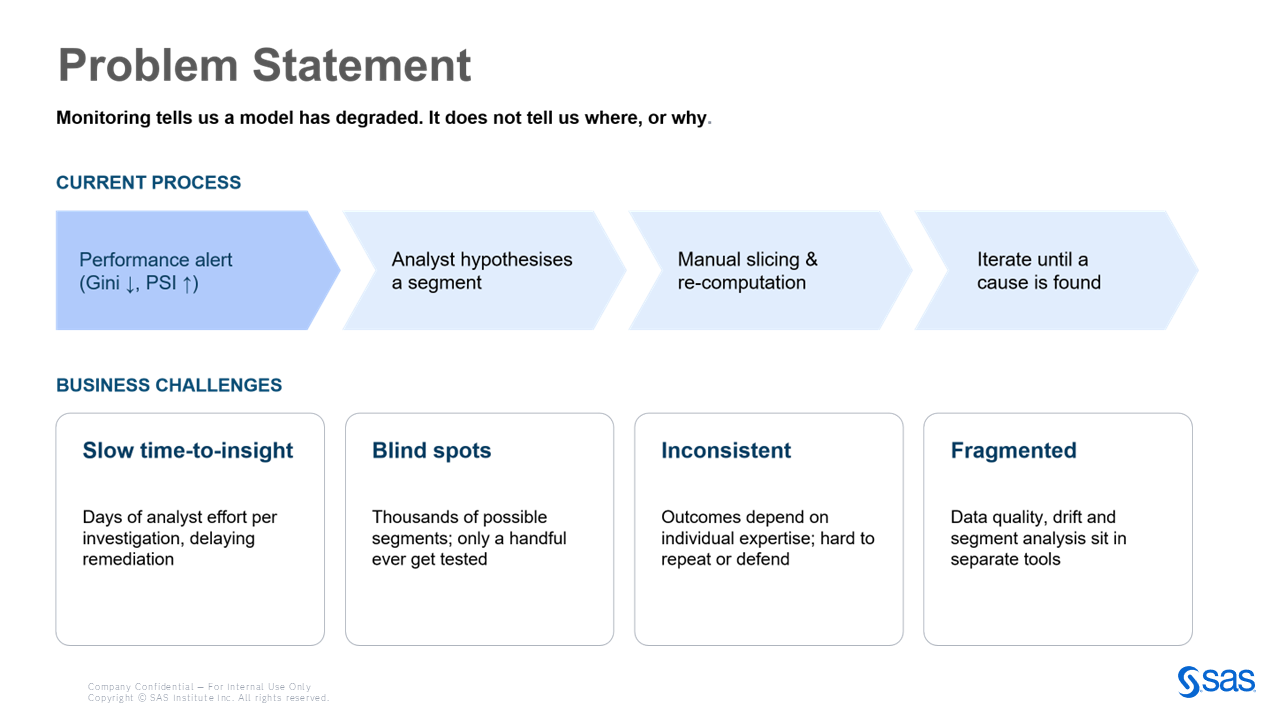 Problem Statement
Monitoring tells us a model has degraded. It does not tell us where, or why.
CURRENT PROCESS
Performance alert
(Gini ↓, PSI ↑)
Analyst hypothesises
a segment
Manual slicing &
re-computation
Iterate until a
cause is found
BUSINESS CHALLENGES
Slow time-to-insight
Days of analyst effort per
investigation, delaying
remediation
Blind spots
Thousands of possible
segments; only a handful
ever get tested
Inconsistent
Outcomes depend on
individual expertise; hard to
repeat or defend
Fragmented
Data quality, drift and
segment analysis sit in
separate tools
Company Confidential – For Internal Use Only
Copyright © SAS Institute Inc. All rights reserved.
sas